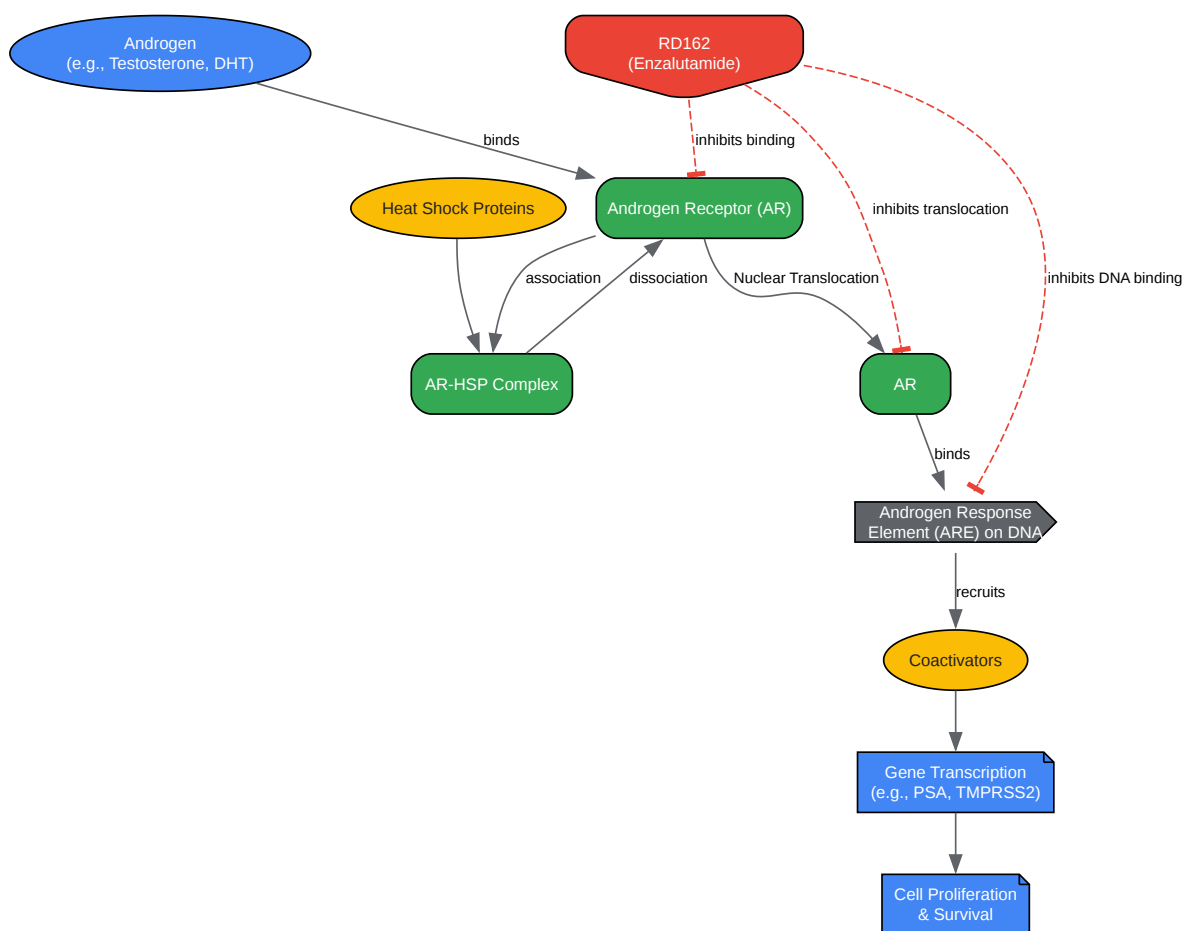 Androgen
(e.g., Testosterone, DHT)
RD162
(Enzalutamide)
binds
inhibits binding
Heat Shock Proteins
Androgen Receptor (AR)
inhibits translocation
association
dissociation
Nuclear Translocation
inhibits DNA binding
AR-HSP Complex
AR
binds
Androgen Response
Element (ARE) on DNA
recruits
Coactivators
Gene Transcription
(e.g., PSA, TMPRSS2)
Cell Proliferation
& Survival